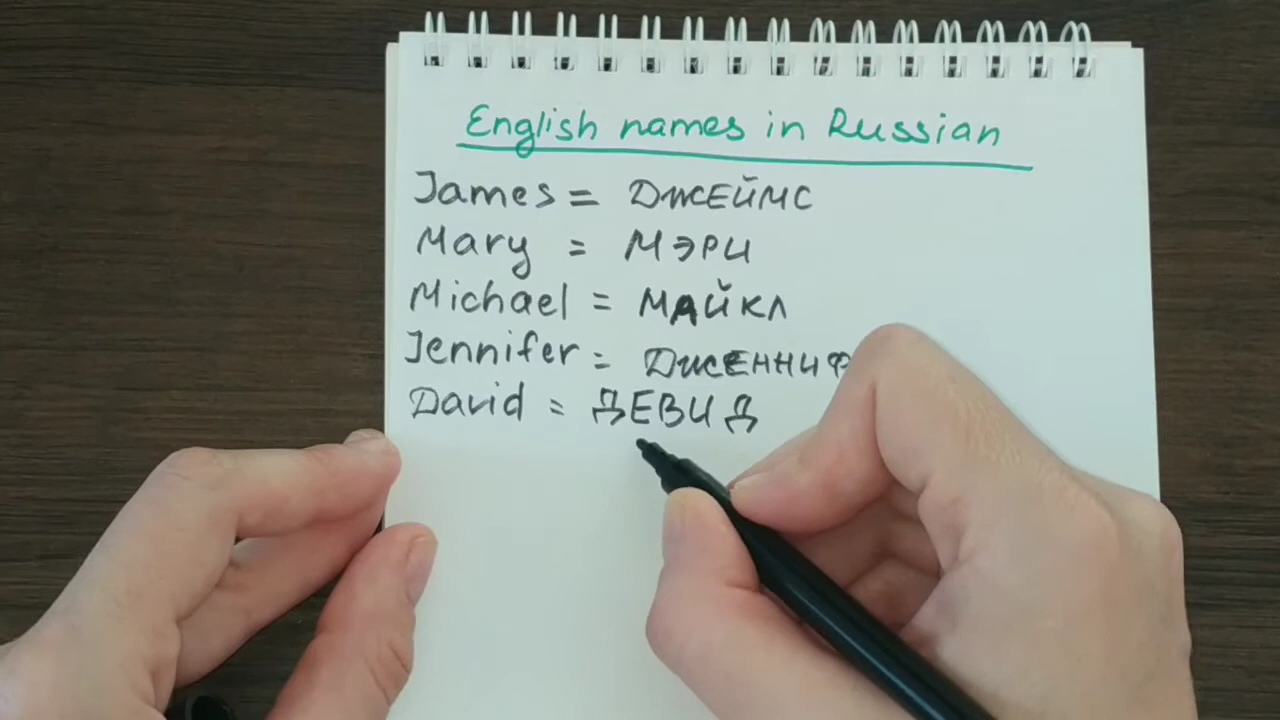 English names in Russian
James = ДЖЕЙМС
Mary = МЭРИ
Michael = МАЙКЛ
Jennifer = ДЖЕННИФ
David = ДЕВИД